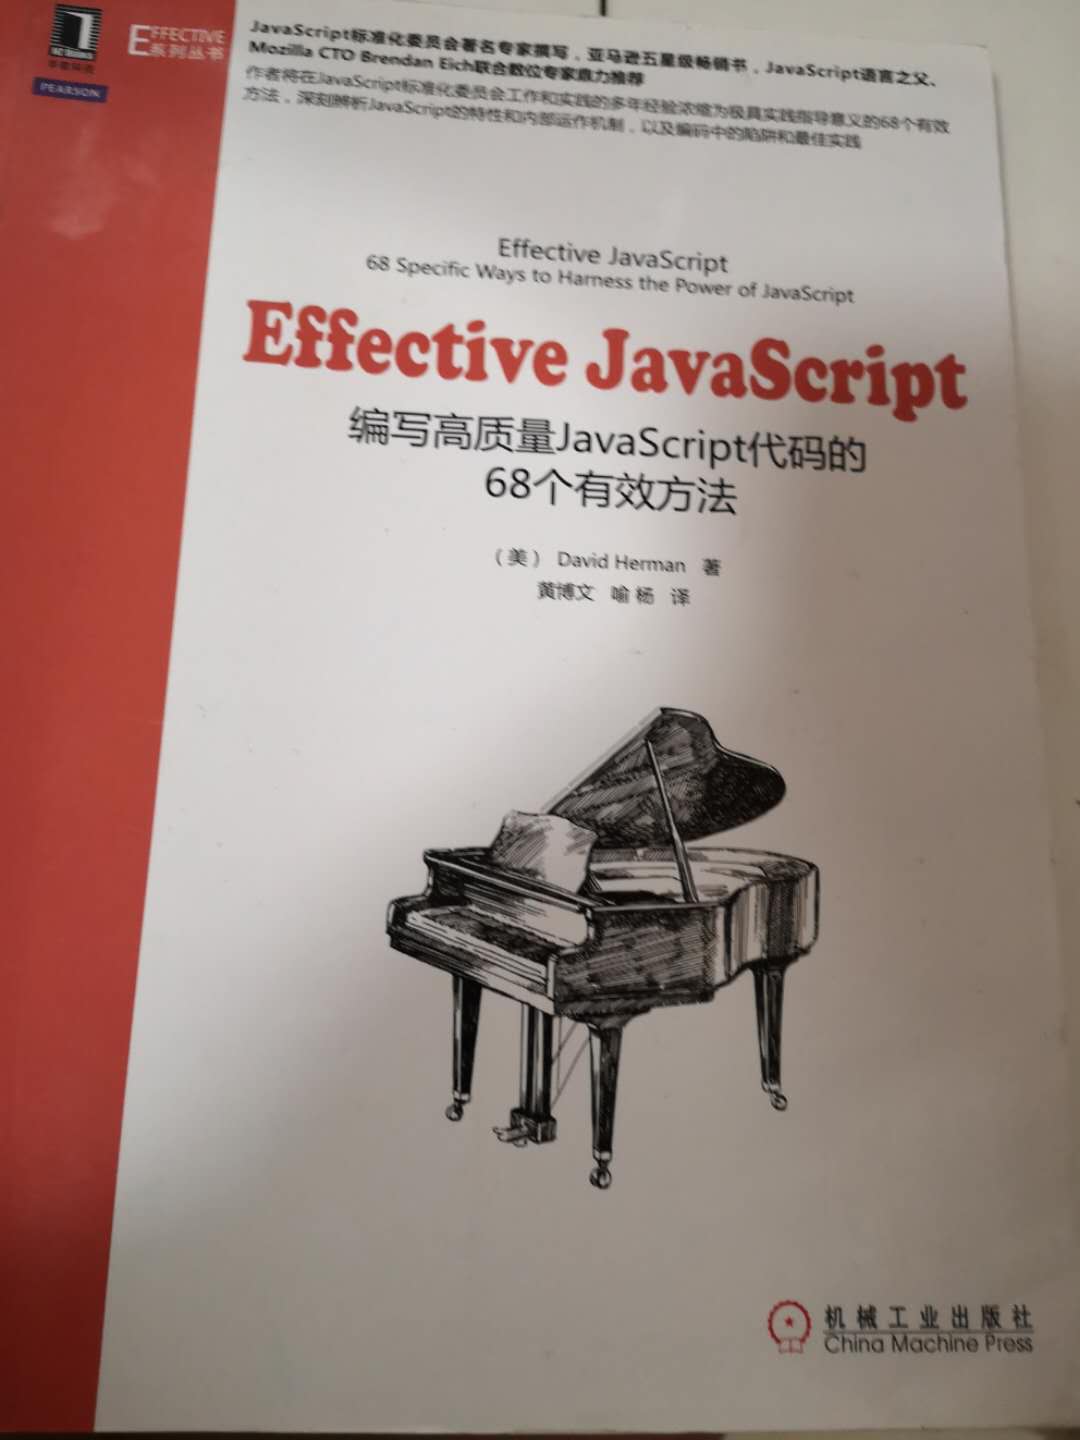 华章科技
PEARSON
EFFECTIVE
系列丛书
JavaScript标准化委员会著名专家撰写，亚马逊五星级畅销书，JavaScript语言之父、
Mozilla CTO Brendan Eich联合数位专家鼎力推荐
作者将在JavaScript标准化委员会工作和实践的多年经验浓缩为极具实践指导意义的68个有效
方法，深刻辨析JavaScript的特性和内部运作机制，以及编码中的陷阱和最佳实践
Effective JavaScript
68 Specific Ways to Harness the Power of JavaScript
Effective JavaScript
编写高质量JavaScript代码的
68个有效方法
（美） David Herman 著
黄博文 喻杨 译
机械工业出版社
China Machine Press